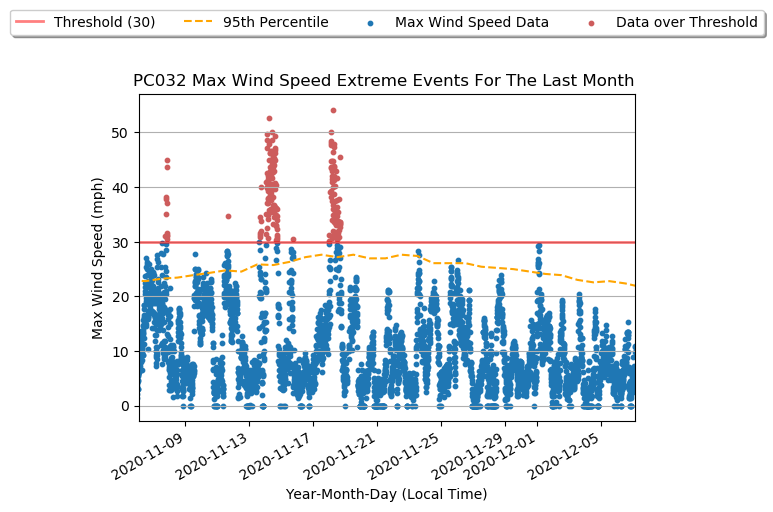 Threshold (30) 95th Percentile Max Wind Speed Data Data over Threshold
PC032 Max Wind Speed Extreme Events For The Last Month
Max Wind Speed (mph)
50
40
30
20
10
0
2020-11-09 2020-11-13 2020-11-17 2020-11-21 2020-11-25 2020-11-29 2020-12-01 2020-12-05
Year-Month-Day (Local Time)